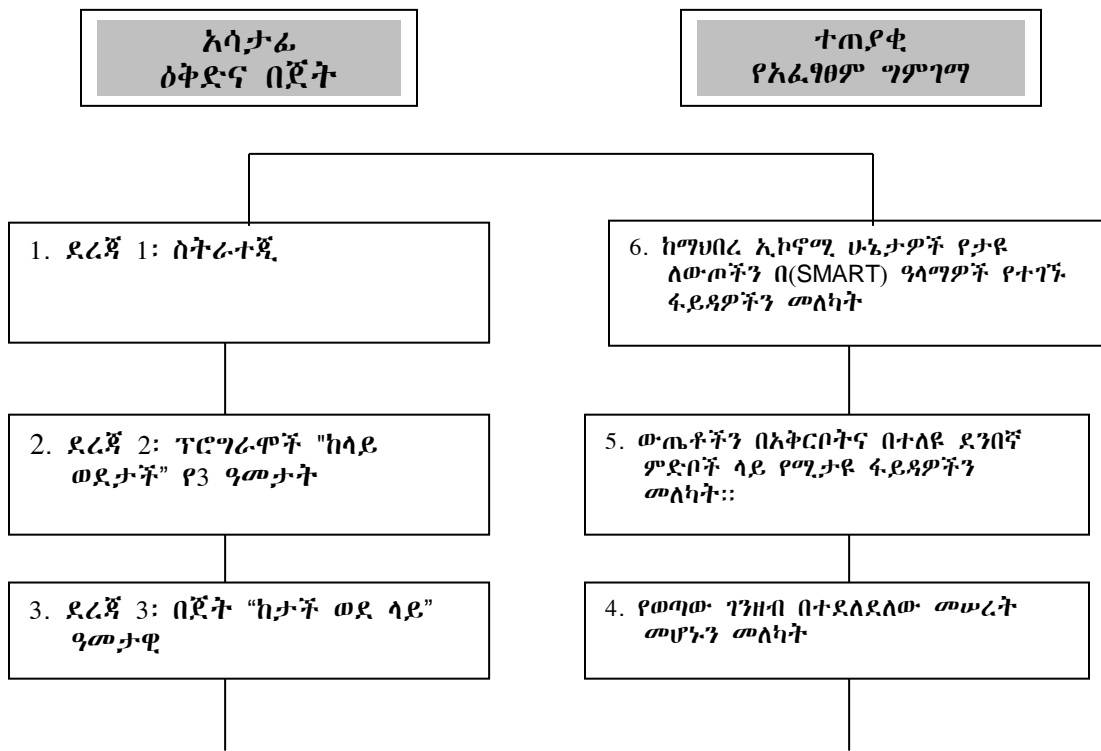 አሳታፊ
ዕቅድና በጀት
ተጠያቂ
የአፈፃፀም ግምገማ
1. ደረጃ 1፡ ስትራተጂ
6. ከማህበረ ኢኮኖሚ ሁኔታዎች የታዩ
ለውጦችን በ(SMART) ዓላማዎች የተገኙ
ፋይዳዎችን መለካት
2. ደረጃ 2፡ ፕሮግራሞች "ከላይ
ወደታች” የ3 ዓመታት
5. ውጤቶችን በአቅርቦትና በተለዩ ደንበኛ
ምድቦች ላይ የሚታዩ ፋይዳዎችን
መለካት፡፡
3. ደረጃ 3፡ በጀት “ከታች ወደ ላይ”
ዓመታዊ
4. የወጣው ገንዘብ በተደለደለው መሠረት
መሆኑን መለካት